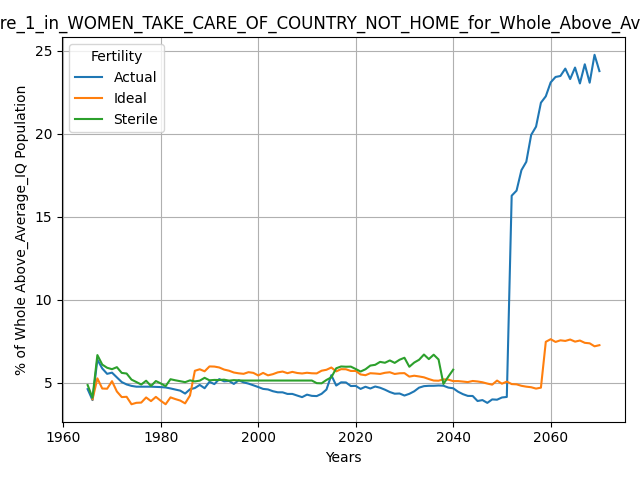 re_1_in_WOMEN_TAKE_CARE_OF_COUNTRY_NOT_HOME_for_Whole_Above_Av
Fertility
Actual
Ideal
Sterile
% of Whole Above_Average_IQ Population
25
20
15
10
5
1960 1980 2000 2020 2040 2060
Years